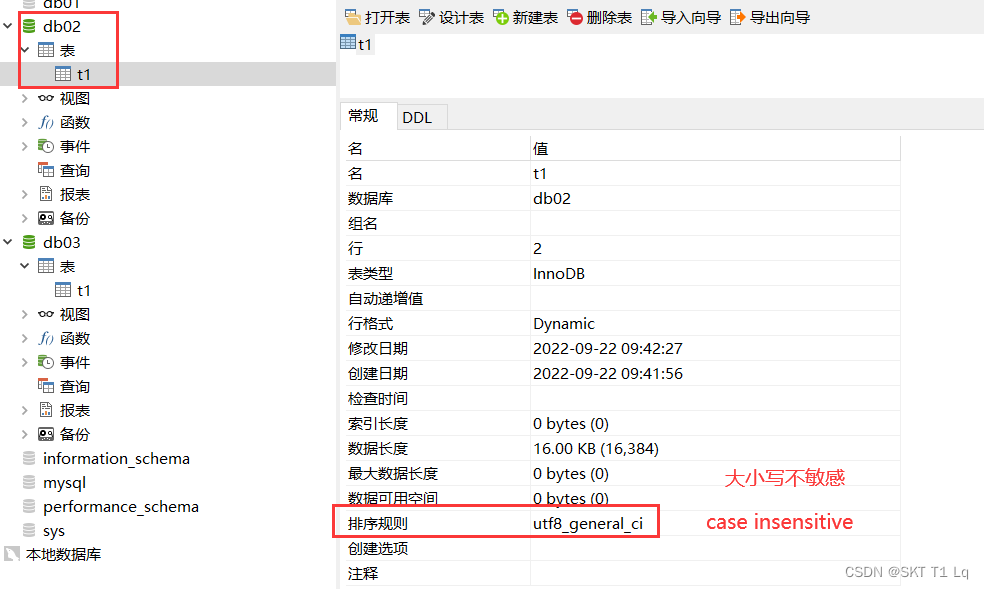 db01
db02
表
t1
视图
f() 函数
事件
查询
报表
备份
db03
表
t1
视图
f() 函数
事件
查询
报表
备份
information_schema
mysql
performance_schema
sys
本地数据库
打开表 设计表 新建表 删除表 导入向导 导出向导
t1
常规 DDL
名 值
名 t1
数据库 db02
组名
行 2
表类型 InnoDB
自动递增值
行格式 Dynamic
修改日期 2022-09-22 09:42:27
创建日期 2022-09-22 09:41:56
检查时间
索引长度 0 bytes (0)
数据长度 16.00 KB (16,384)
最大数据长度 0 bytes (0)
数据可用空间 0 bytes (0)
排序规则 utf8_general_ci
创建选项
注释
大小写不敏感
case insensitive
CSDN @SKT T1 Lq